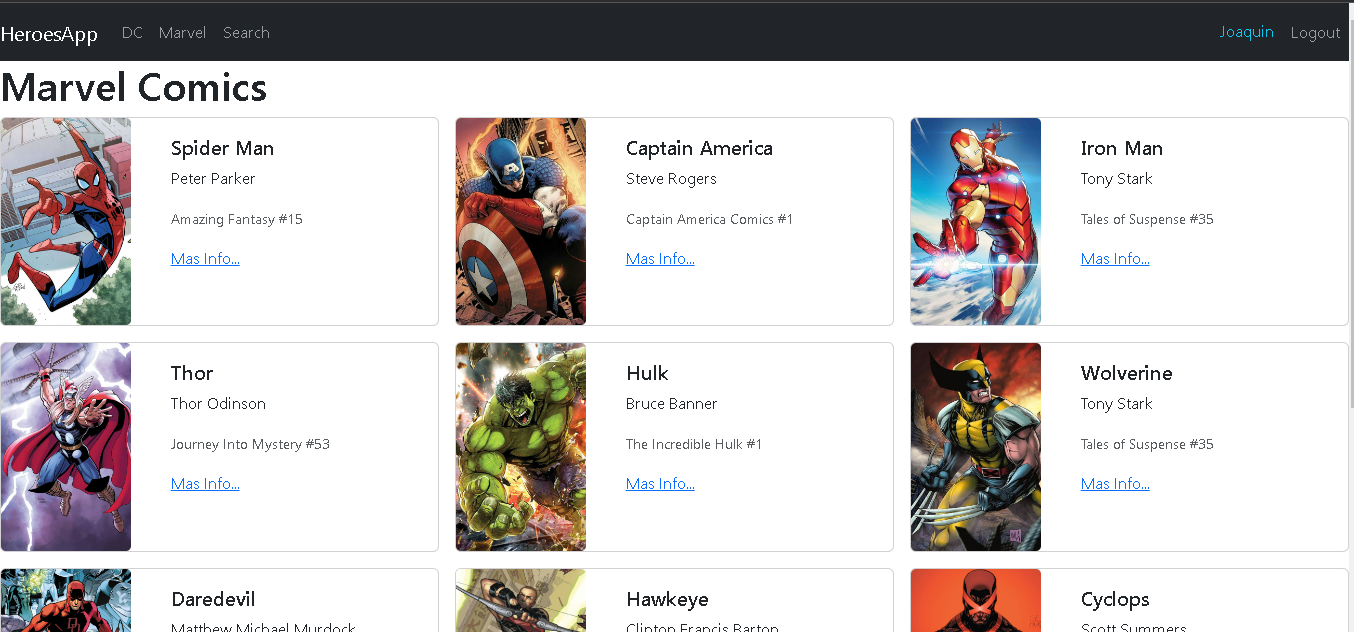 HeroesApp DC Marvel Search Joaquin Logout
Marvel Comics
Spider Man
Peter Parker
Amazing Fantasy #15
Mas Info...
Captain America
Steve Rogers
Captain America Comics #1
Mas Info...
Iron Man
Tony Stark
Tales of Suspense #35
Mas Info...
Thor
Thor Odinson
Journey Into Mystery #53
Mas Info...
Hulk
Bruce Banner
The Incredible Hulk #1
Mas Info...
Wolverine
Tony Stark
Tales of Suspense #35
Mas Info...
Daredevil
Matthew Michael Murdock
Hawkeye
Clinton Francis Barton
Cyclops
Scott Summers